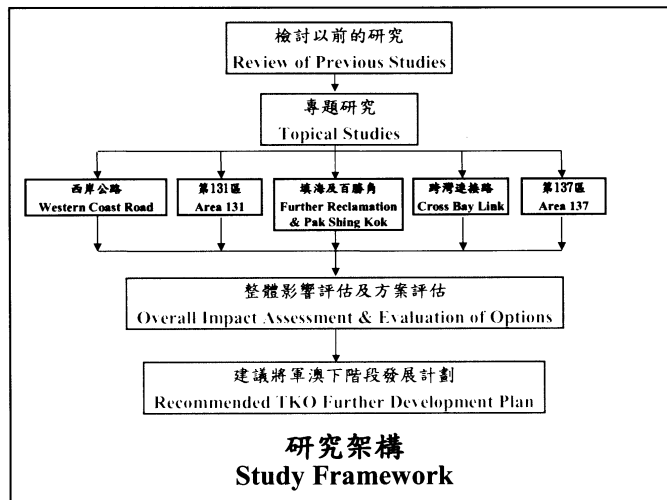 檢討以前的研究
Review of Previous Studies
專題研究
Topical Studies
西岸公路
Western Coast Road
第131區
Area 131
填海及百勝角
Further Reclamation
& Pak Shing Kok
跨灣連接路
Cross Bay Link
第137區
Area 137
整體影響評估及方案評估
Overall Impact Assessment & Evaluation of Options
建議將軍澳下階段發展計劃
Recommended TKO Further Development Plan
研究架構
Study Framework